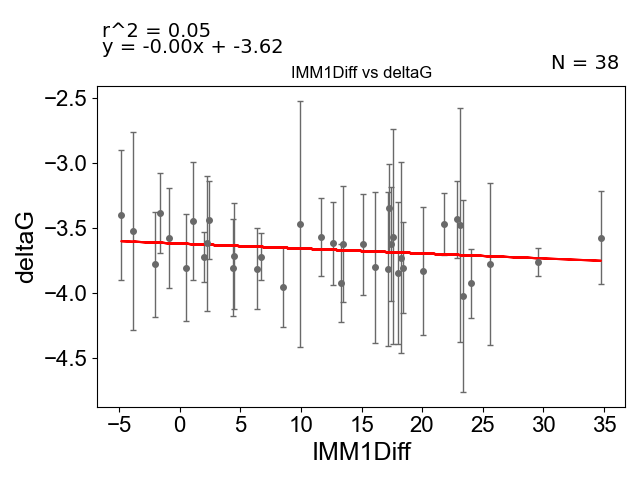 r^2 = 0.05
y = -0.00x + -3.62
N = 38
IMM1Diff vs deltaG
−2.5
−3.0
−3.5
−4.0
−4.5
deltaG
−5 0 5 10 15 20 25 30 35
IMM1Diff